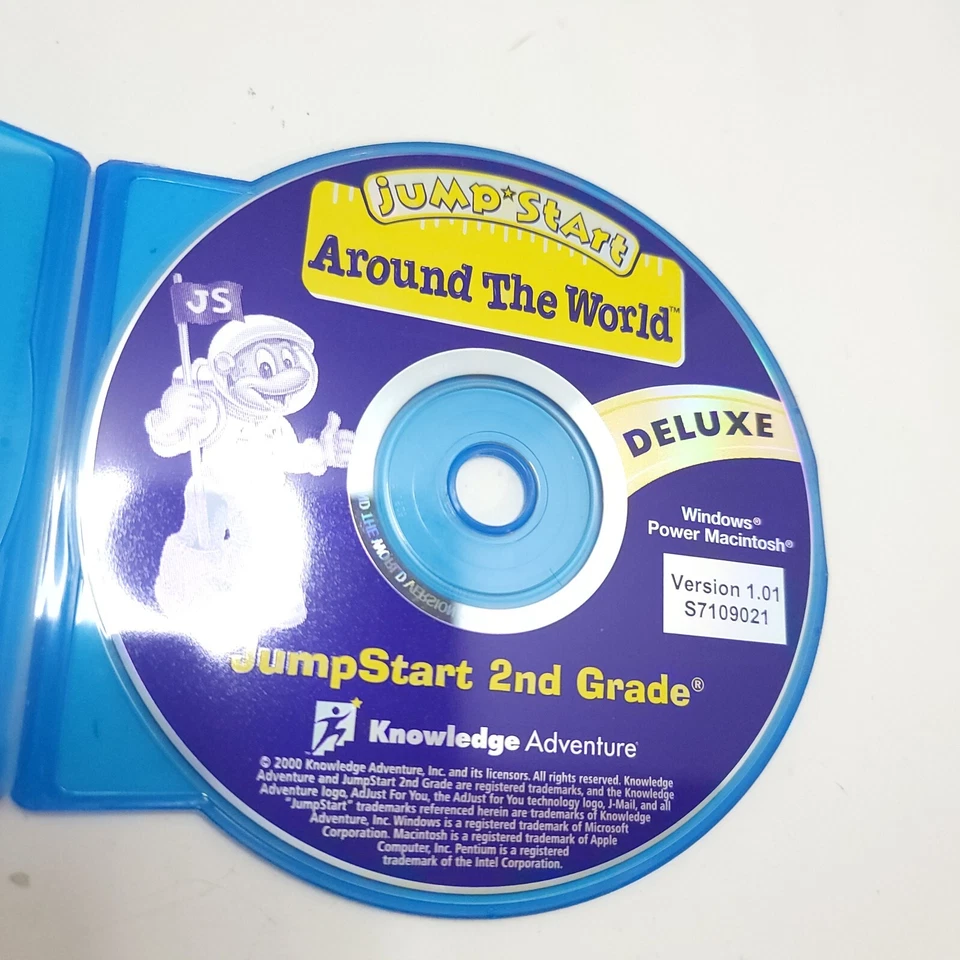 JumpStart
Around The World™
JS
DELUXE
Windows®
Power Macintosh®
Version 1.01
S7109021
JumpStart 2nd Grade®
Knowledge Adventure
© 2000 Knowledge Adventure, Inc. and its licensors. All rights reserved. Knowledge
Adventure and JumpStart 2nd Grade are registered trademarks, and the Knowledge
Adventure logo, AdJust For You, the AdJust for You technology logo, J-Mail, and all
"JumpStart" trademarks referenced herein are trademarks of Knowledge
Adventure, Inc. Windows is a registered trademark of Microsoft
Corporation. Macintosh is a registered trademark of Apple
Computer, Inc. Pentium is a registered
trademark of the Intel Corporation.